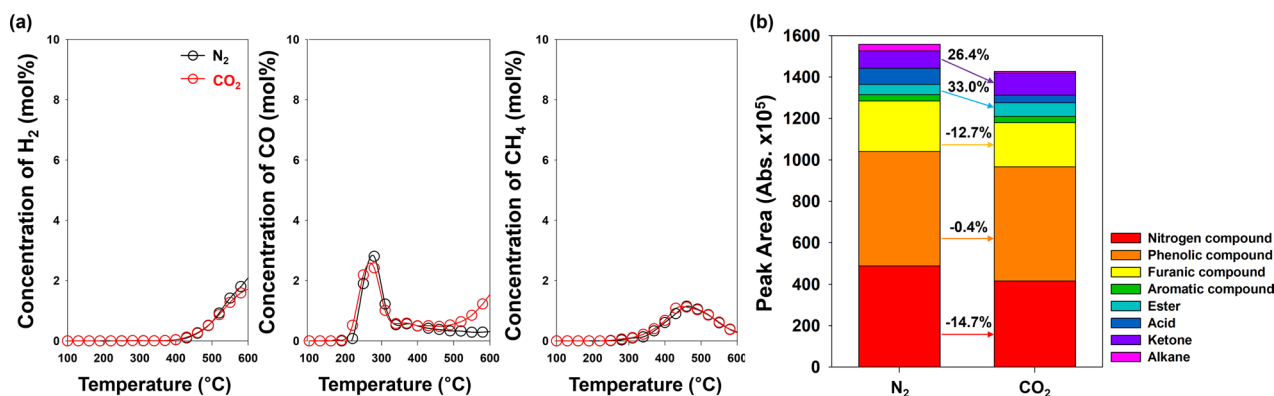 (a)
Concentration of H₂ (mol%)
10
8
6
4
2
0
100 200 300 400 500 600
Temperature (°C)
N₂
CO₂
Concentration of CO (mol%)
10
8
6
4
2
0
100 200 300 400 500 600
Temperature (°C)
Concentration of CH₄ (mol%)
10
8
6
4
2
0
100 200 300 400 500 600
Temperature (°C)
(b)
Peak Area (Abs. x10⁵)
1600
1400
1200
1000
800
600
400
200
0
26.4%
33.0%
-12.7%
-0.4%
-14.7%
N₂
CO₂
Nitrogen compound
Phenolic compound
Furanic compound
Aromatic compound
Ester
Acid
Ketone
Alkane